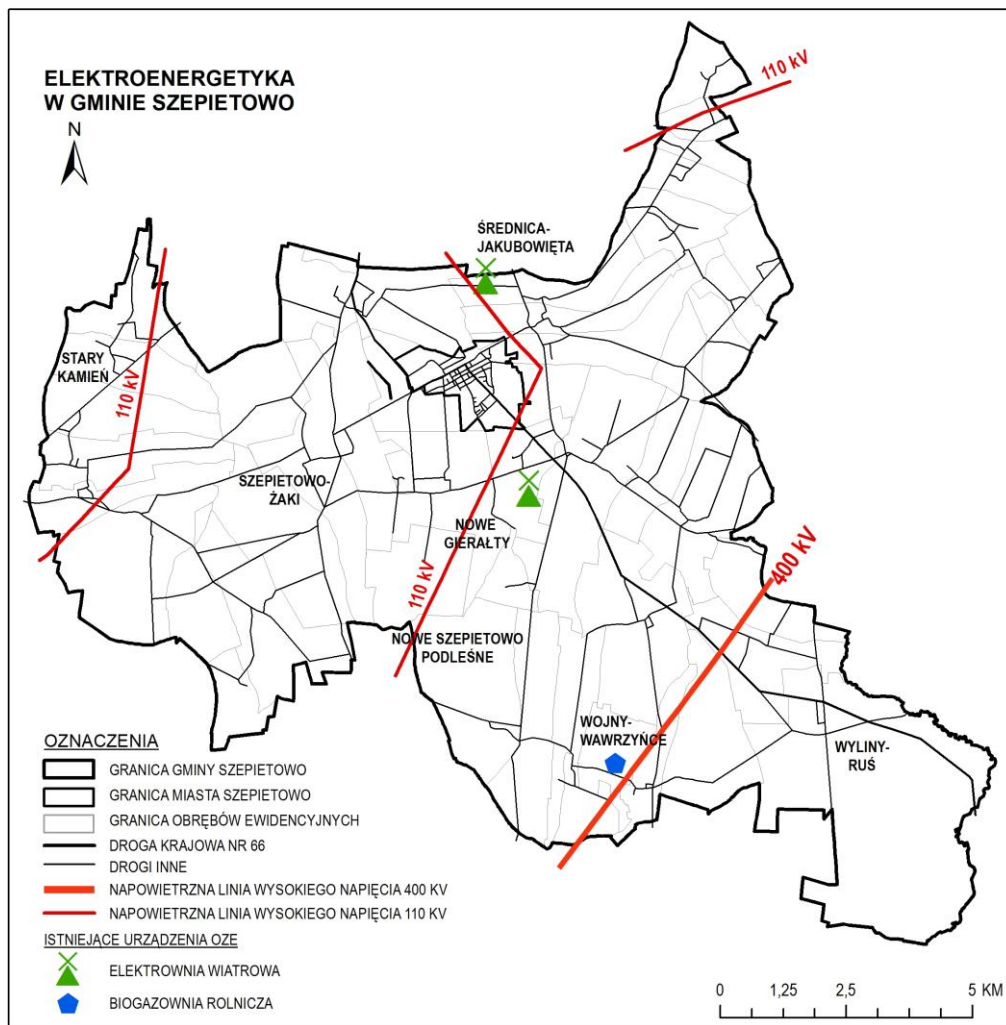 ELEKTROENERGETYKA
W GMINIE SZEPIETOWO
N
110 kV
ŚREDNICA-
JAKUBOWIĘTA
STARY
KAMIEŃ
110 kV
SZEPIETOWO-
ŻAKI
NOWE
GIERAŁTY
110 kV
400 kV
NOWE SZEPIETOWO
PODLEŚNE
WOJNY-
WAWRZYŃCE
WYLINY-
RUŚ
OZNACZENIA
GRANICA GMINY SZEPIETOWO
GRANICA MIASTA SZEPIETOWO
GRANICA OBRĘBÓW EWIDENCYJNYCH
DROGA KRAJOWA NR 66
DROGI INNE
NAPOWIETRZNA LINIA WYSOKIEGO NAPIĘCIA 400 KV
NAPOWIETRZNA LINIA WYSOKIEGO NAPIĘCIA 110 KV
ISTNIEJĄCE URZĄDZENIA OZE
ELEKTROWNIA WIATROWA
BIOGAZOWNIA ROLNICZA
0 1,25 2,5 5 KM